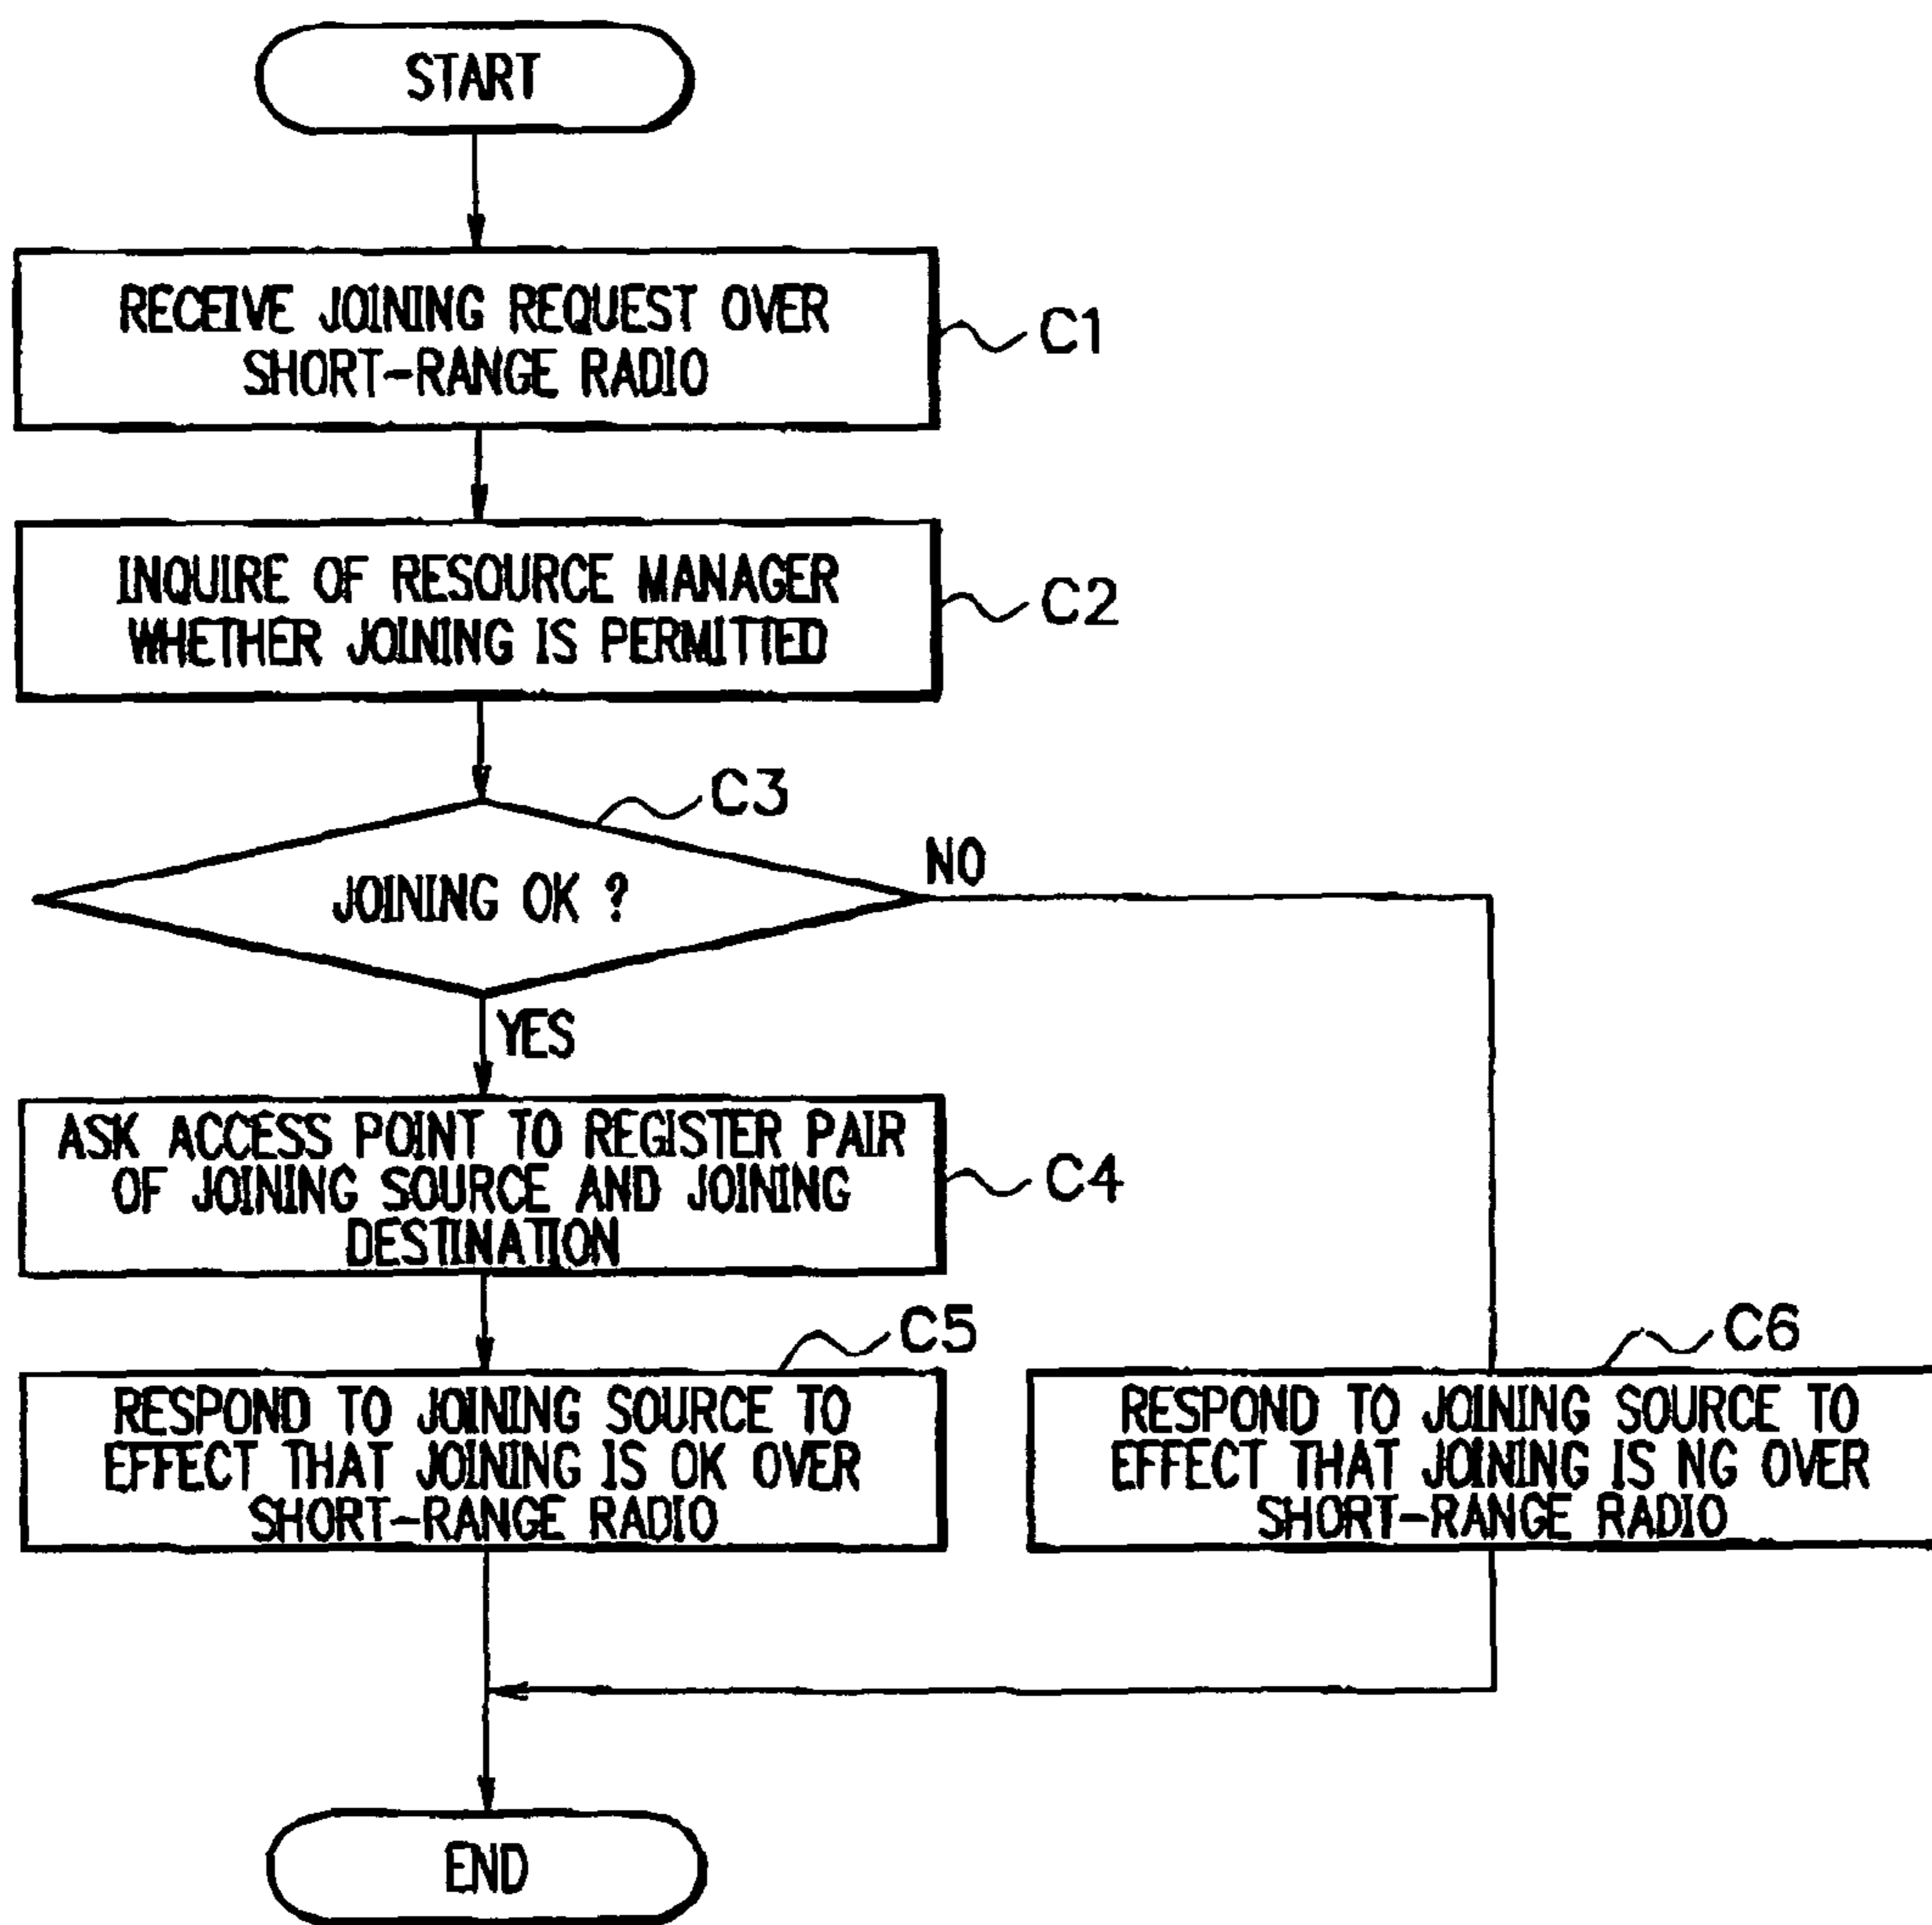 START
RECEIVE JOINING REQUEST OVER
SHORT-RANGE RADIO
C1
INQUIRE OF RESOURCE MANAGER
WHETHER JOINING IS PERMITTED
C2
C3
JOINING OK ?
NO
YES
ASK ACCESS POINT TO REGISTER PAIR
OF JOINING SOURCE AND JOINING
DESTINATION
C4
C5
RESPOND TO JOINING SOURCE TO
EFFECT THAT JOINING IS OK OVER
SHORT-RANGE RADIO
C6
RESPOND TO JOINING SOURCE TO
EFFECT THAT JOINING IS NG OVER
SHORT-RANGE RADIO
END